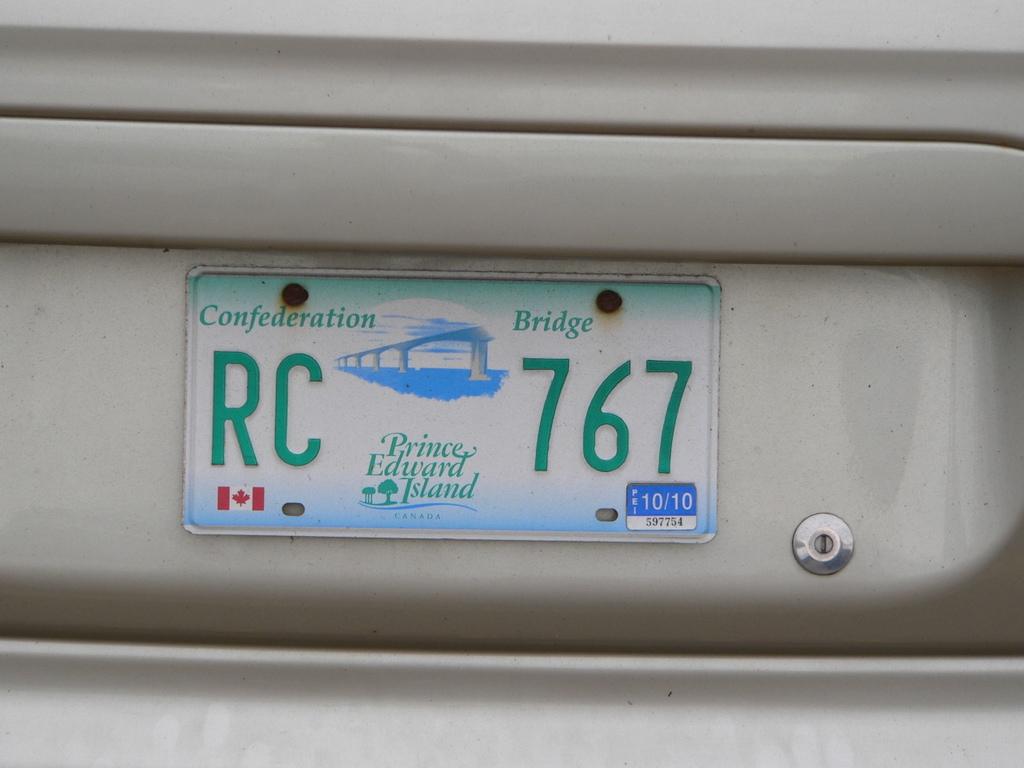 Confederation Bridge
RC 767
Prince
Edward
Island
CANADA
PEI 10/10
597754